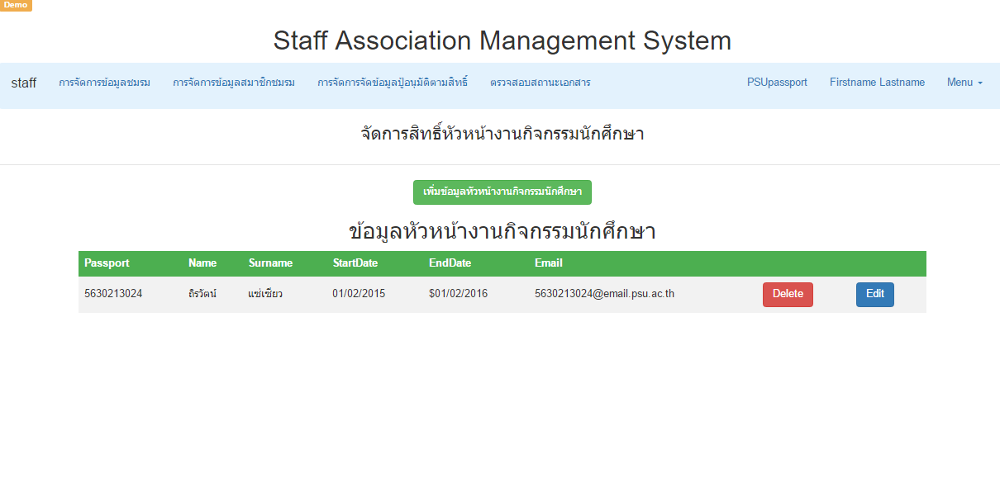 Demo
Staff Association Management System
staff การจัดการข้อมูลชมรม การจัดการข้อมูลสมาชิกชมรม การจัดการจัดข้อมูลผู้อนุมัติตามสิทธิ์ ตรวจสอบสถานะเอกสาร PSUpassport Firstname Lastname Menu
จัดการสิทธิ์หัวหน้างานกิจกรรมนักศึกษา
เพิ่มข้อมูลหัวหน้างานกิจกรรมนักศึกษา
ข้อมูลหัวหน้างานกิจกรรมนักศึกษา
Passport Name Surname StartDate EndDate Email
5630213024 ถิรวัตน์ แซ่เซียว 01/02/2015 $01/02/2016 5630213024@email.psu.ac.th Delete Edit